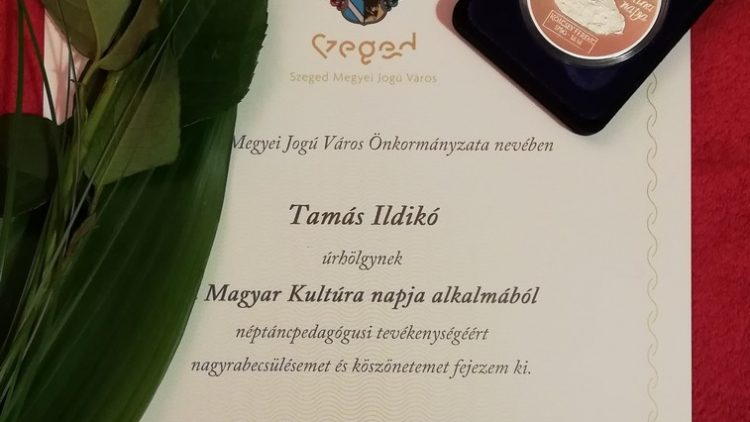 Szeged
Szeged Megyei Jogú Város
Megyei Jogú Város Önkormányzata nevében
Tamás Ildikó
úrhölgynek
Magyar Kultúra napja alkalmából
néptáncpedagógusi tevékenységéért
nagyrabecsülésemet és köszönetemet fejezem ki.
napja